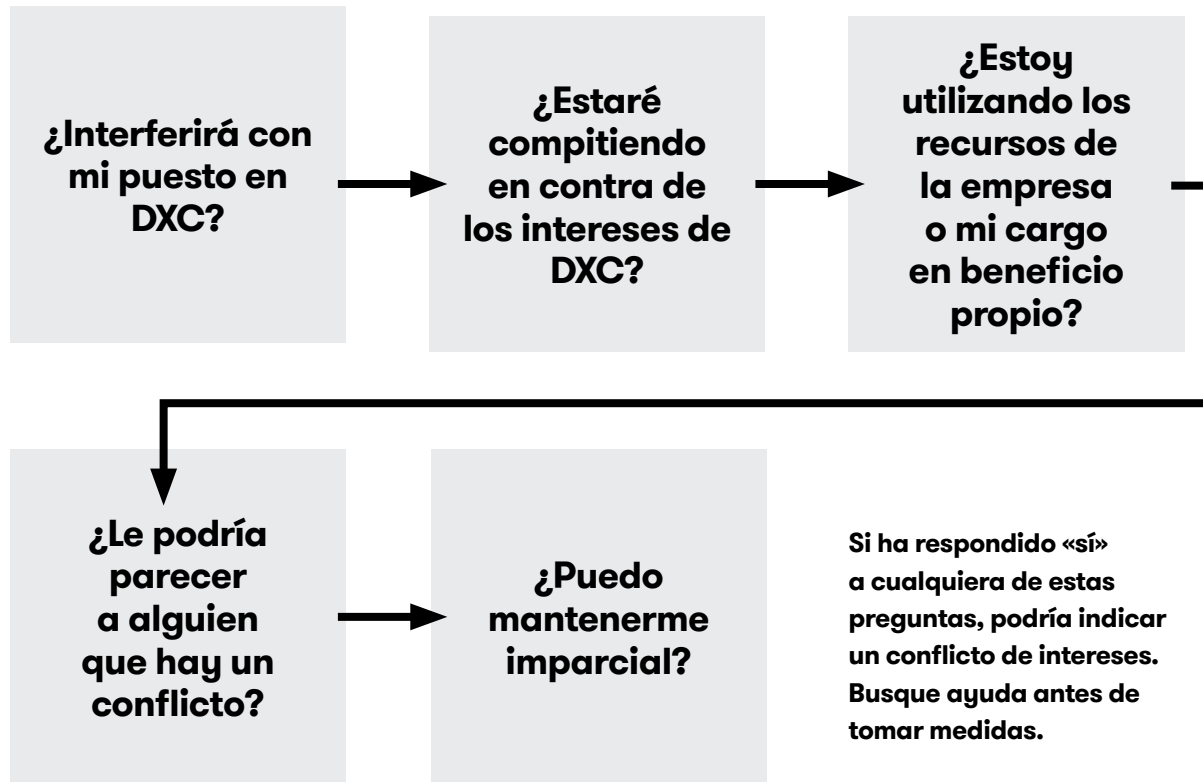 ¿Interferirá con
mi puesto en
DXC?
¿Estaré
compitiendo
en contra de
los intereses de
DXC?
¿Estoy
utilizando los
recursos de
la empresa
o mi cargo
en beneficio
propio?
¿Le podría
parecer
a alguien
que hay un
conflicto?
¿Puedo
mantenerme
imparcial?
Si ha respondido «sí»
a cualquiera de estas
preguntas, podría indicar
un conflicto de intereses.
Busque ayuda antes de
tomar medidas.